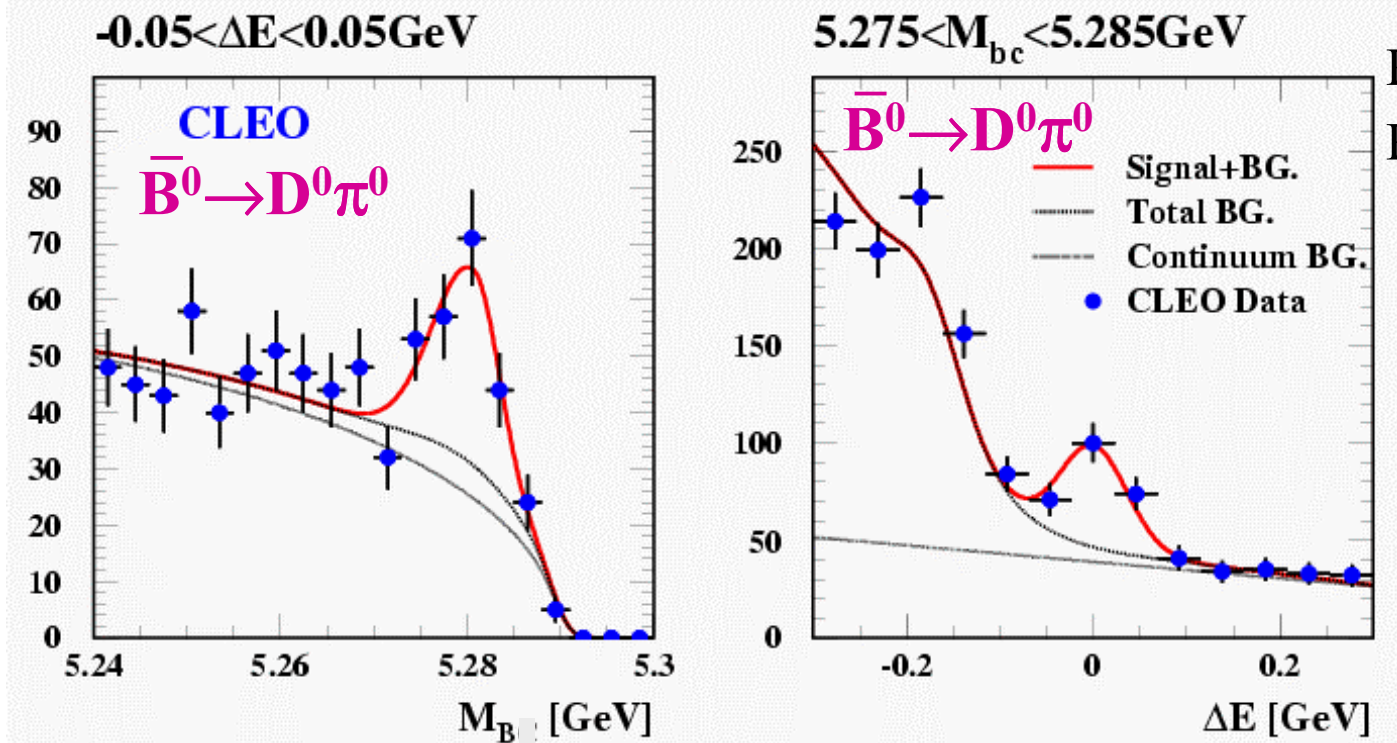 -0.05<ΔE<0.05GeV
CLEO
B̄⁰→D⁰π⁰
90
80
70
60
50
40
30
20
10
0
5.24 5.26 5.28 5.3
M_B [GeV]
5.275<M_bc<5.285GeV
B̄⁰→D⁰π⁰
Signal+BG.
Total BG.
Continuum BG.
CLEO Data
250
200
150
100
50
0
-0.2 0 0.2
ΔE [GeV]